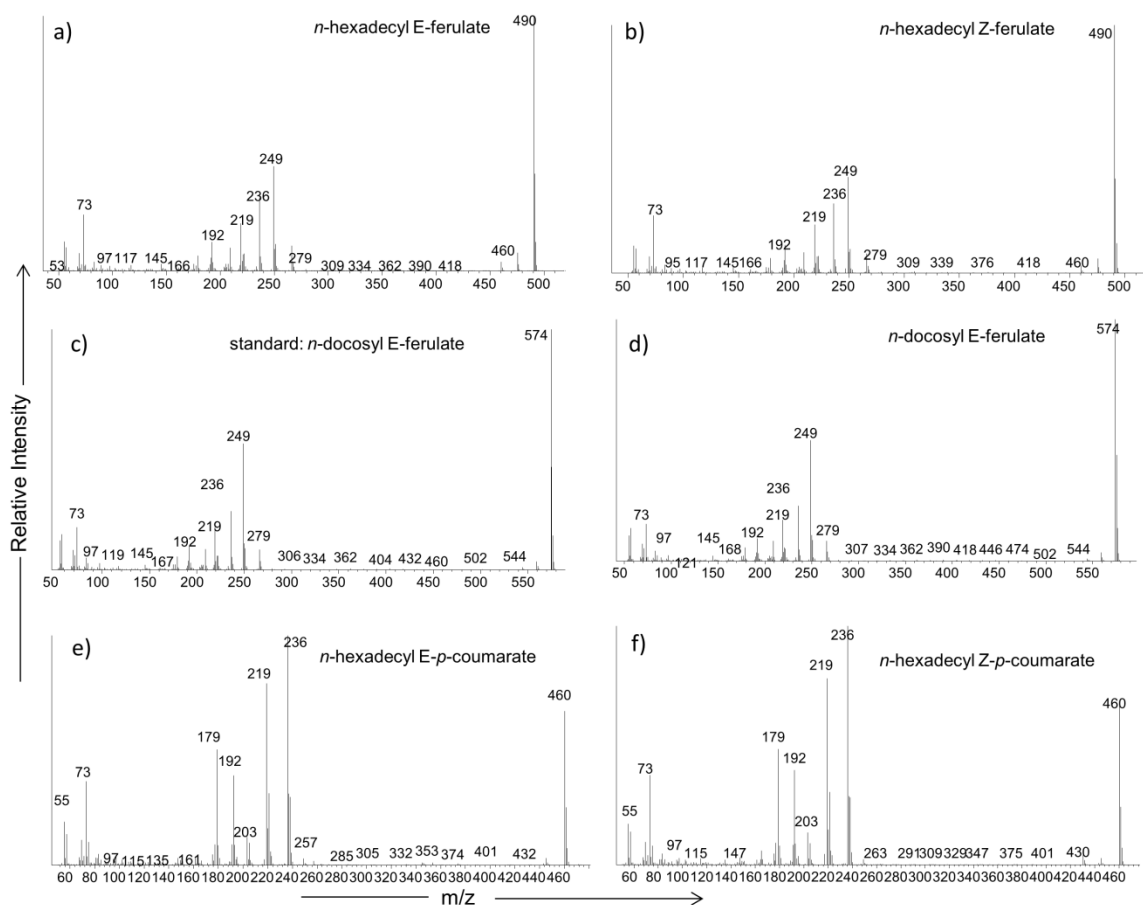 a)
n-hexadecyl E-ferulate
490
249
236
73
219
192
460
53 97 117 145 166 279 309 334 362 390 418
50 100 150 200 250 300 350 400 450 500
b)
n-hexadecyl Z-ferulate
490
249
236
73
219
192
95 117 145 166 279 309 339 376 418 460
50 100 150 200 250 300 350 400 450 500
c)
standard: n-docosyl E-ferulate
574
249
236
73
219
192
97 119 145 167 279 306 334 362 404 432 460 502 544
50 100 150 200 250 300 350 400 450 500 550
d)
n-docosyl E-ferulate
574
249
236
73
219
192
97 121 145 168 279 307 334 362 390 418 446 474 502 544
50 100 150 200 250 300 350 400 450 500 550
e)
n-hexadecyl E-p-coumarate
236
219
460
179
192
73
55
203
97 115 135 161 257 285 305 332 353 374 401 432
60 80 100 120 140 160 180 200 220 240 260 280 300 320 340 360 380 400 420 440 460
f)
n-hexadecyl Z-p-coumarate
236
219
460
179
192
73
55
203
97 115 147 263 291 309 329 347 375 401 430
60 80 100 120 140 160 180 200 220 240 260 280 300 320 340 360 380 400 420 440 460
Relative Intensity
m/z